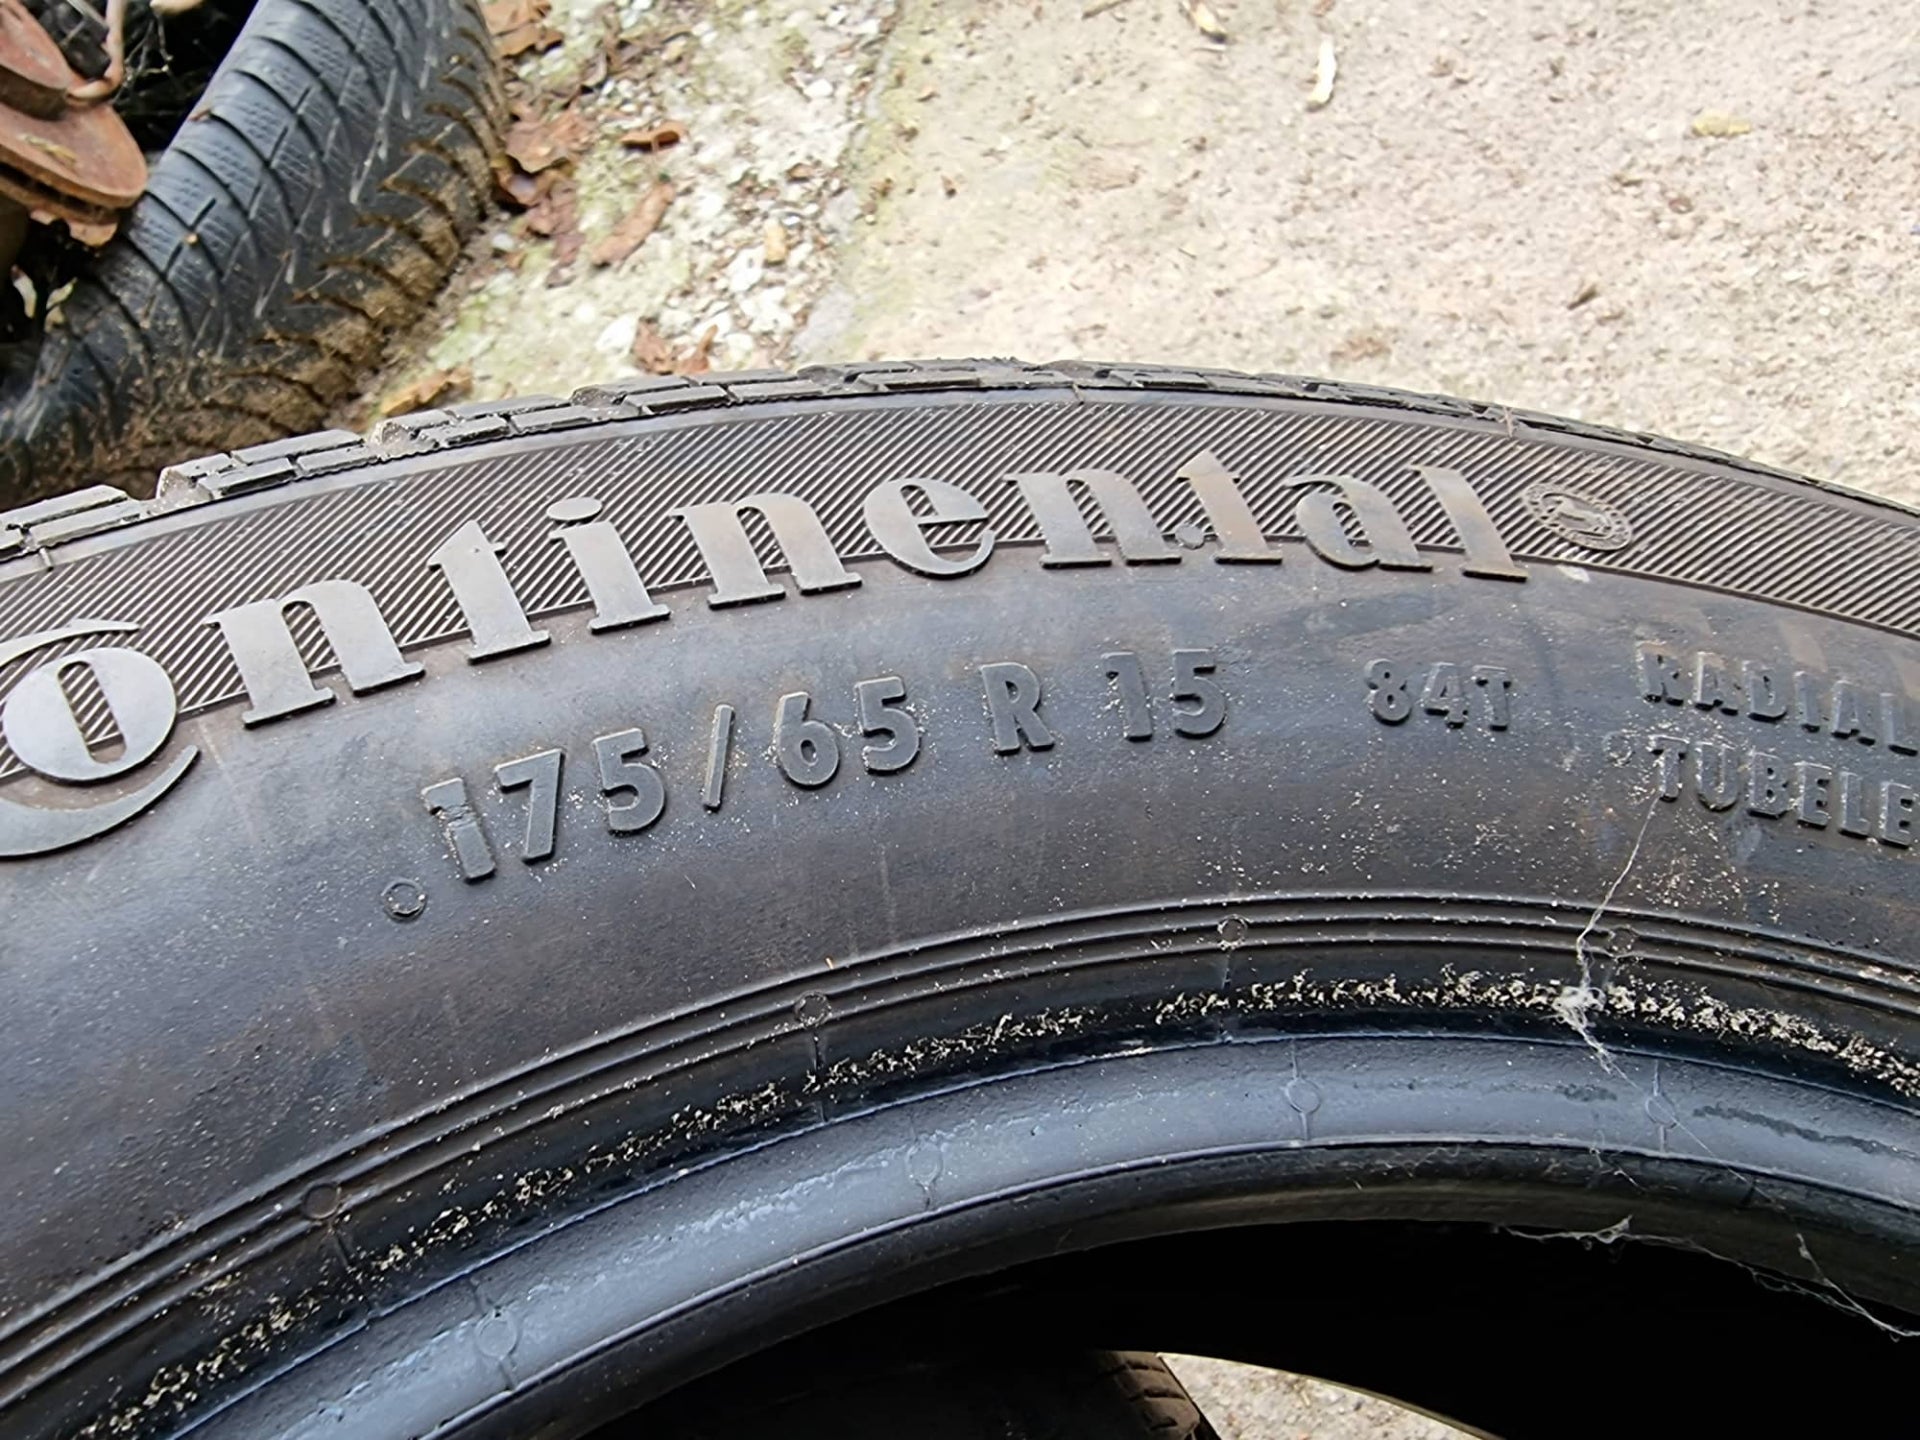 Continental
175/65 R 15 84T
RADIAL
TUBELE